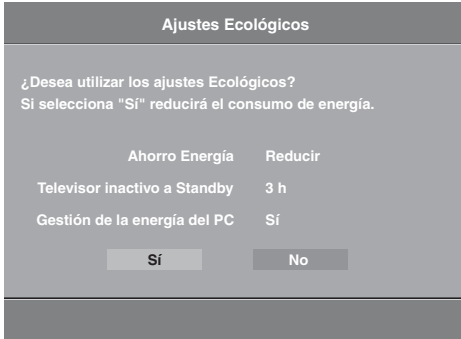 Ajustes Ecológicos
¿Desea utilizar los ajustes Ecológicos?
Si selecciona "Sí" reducirá el consumo de energía.
Ahorro Energía Reducir
Televisor inactivo a Standby 3 h
Gestión de la energía del PC Sí
Sí No